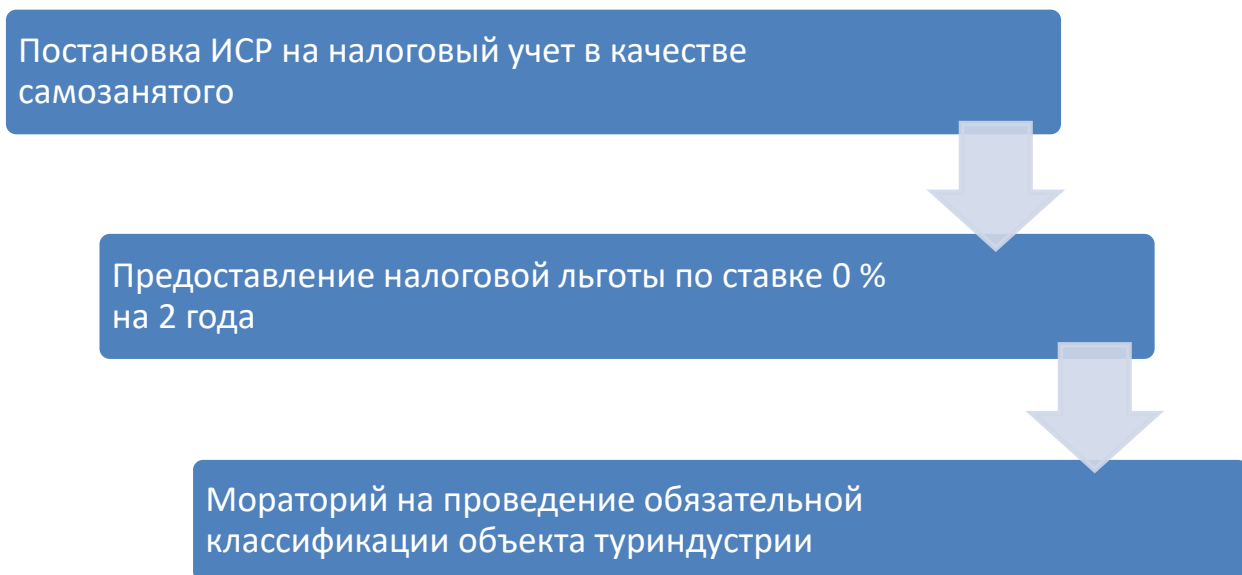 Постановка ИСР на налоговый учет в качестве
самозанятого
Предоставление налоговой льготы по ставке 0 %
на 2 года
Мораторий на проведение обязательной
классификации объекта туриндустрии